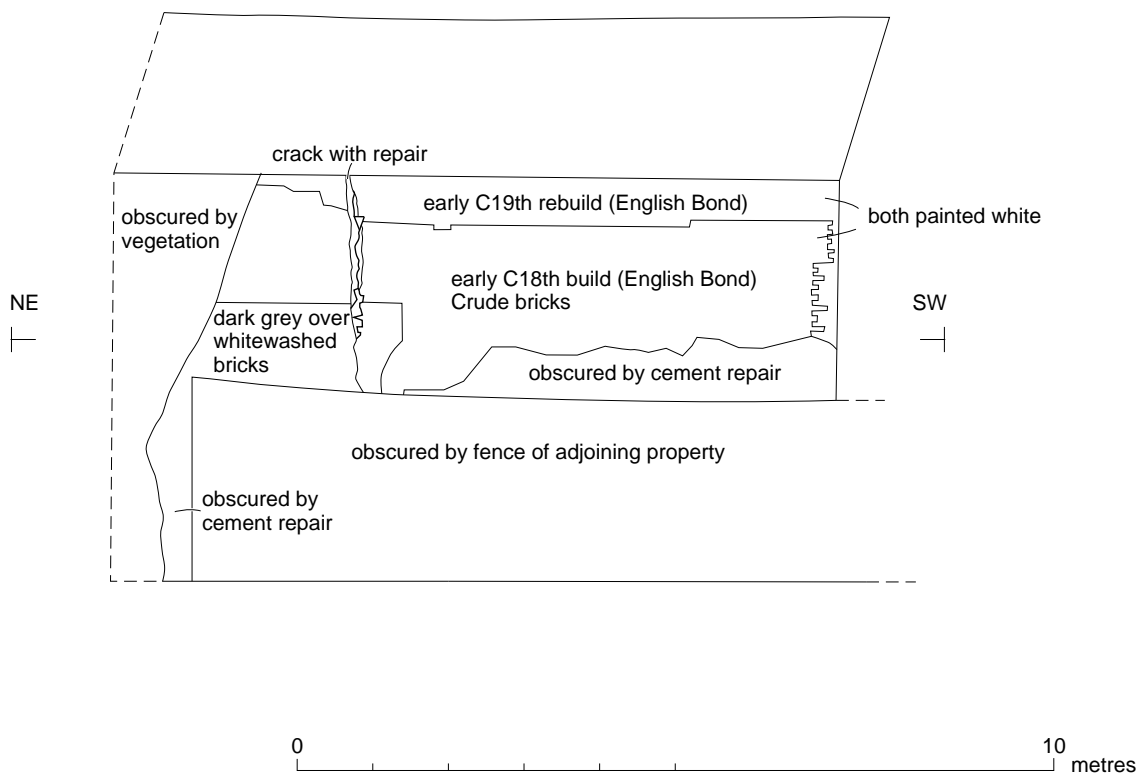 crack with repair
early C19th rebuild (English Bond)
obscured by
vegetation
both painted white
early C18th build (English Bond)
Crude bricks
NE
SW
dark grey over
whitewashed
bricks
obscured by cement repair
obscured by fence of adjoining property
obscured by
cement repair
0
10
metres